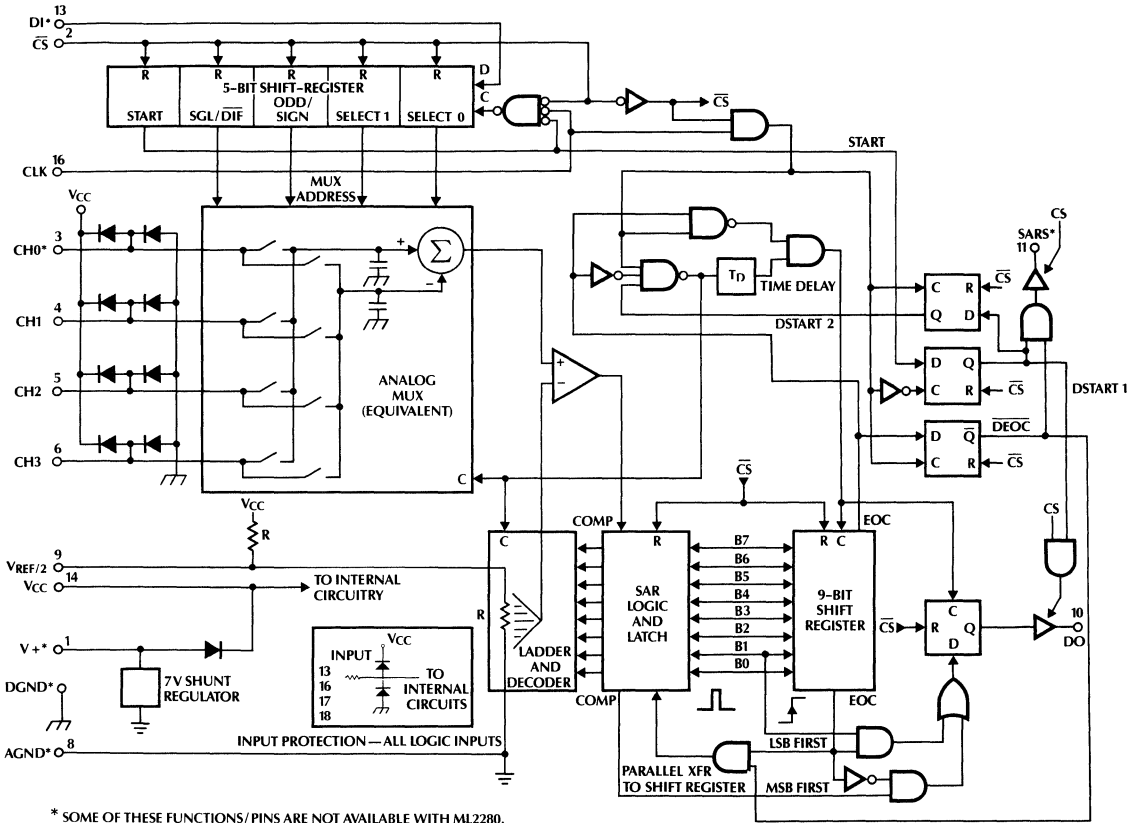 13
DI*
2
CS
R R R R R
D
5-BIT SHIFT-REGISTER
C
START SGL/DIF ODD/ SIGN SELECT 1 SELECT 0
CS
START
16
CLK
MUX
ADDRESS
VCC
3
CH0*
+
Σ
−
4
CH1
5
CH2
6
CH3
ANALOG
MUX
(EQUIVALENT)
C
TD
TIME DELAY
DSTART 2
CS
SARS*
11
C R
CS
Q D
D Q
C R
CS
DSTART 1
D Q
DEOC
C R
CS
+
−
VCC
R
9
VREF/2
14
VCC
TO INTERNAL
CIRCUITRY
1
V+*
7V SHUNT
REGULATOR
DGND*
8
AGND*
VCC
INPUT
13
16
17
18
TO
INTERNAL
CIRCUITS
INPUT PROTECTION—ALL LOGIC INPUTS
C
R
LADDER
AND
DECODER
COMP
CS
R
SAR
LOGIC
AND
LATCH
COMP
B7
B6
B5
B4
B3
B2
B1
B0
R C
EOC
9-BIT
SHIFT
REGISTER
EOC
CS
CS
C
R Q
D
10
DO
LSB FIRST
PARALLEL XFR
TO SHIFT REGISTER
MSB FIRST
* SOME OF THESE FUNCTIONS/PINS ARE NOT AVAILABLE WITH ML2280.